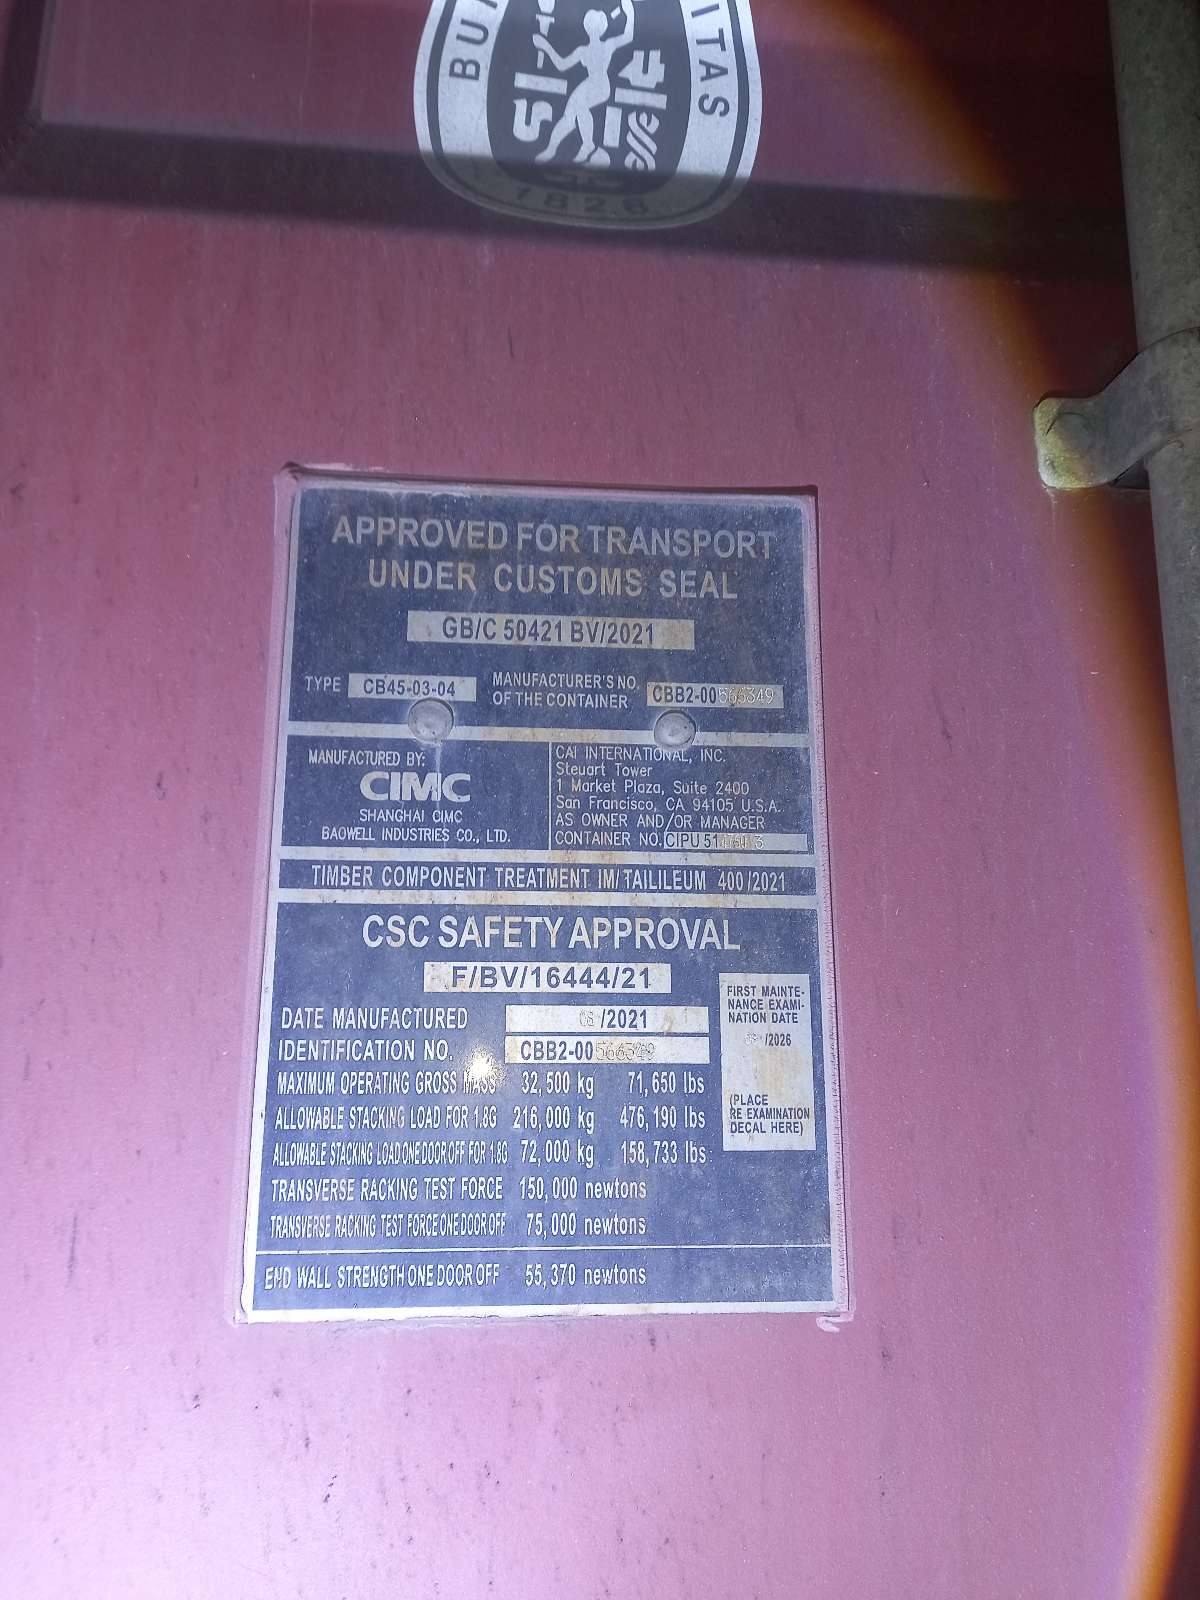 1826
APPROVED FOR TRANSPORT
UNDER CUSTOMS SEAL
GB/C 50421 BV/2021
TYPE CB45-03-04
MANUFACTURER'S NO.
OF THE CONTAINER
MANUFACTURED BY:
CIMC
SHANGHAI CIMC
BAOWELL INDUSTRIES CO., LTD.
CAI INTERNATIONAL, INC.
Steuart Tower
1 Market Plaza, Suite 2400
San Francisco, CA 94105 U.S.A.
AS OWNER AND/OR MANAGER
CONTAINER NO. CIPU
TIMBER COMPONENT TREATMENT IM/TAILILEUM 400/2021
CSC SAFETY APPROVAL
F/BV/16444/21
DATE MANUFACTURED /2021
IDENTIFICATION NO.
MAXIMUM OPERATING GROSS MASS 32,500 kg 71,650 lbs
ALLOWABLE STACKING LOAD FOR 1.8G 216,000 kg 476,190 lbs
ALLOWABLE STACKING LOAD ONE DOOR OFF FOR 1.8G 72,000 kg 158,733 lbs
TRANSVERSE RACKING TEST FORCE 150,000 newtons
TRANSVERSE RACKING TEST FORCE ONE DOOR OFF 75,000 newtons
END WALL STRENGTH ONE DOOR OFF 55,370 newtons
FIRST MAINTE-
NANCE EXAMI-
NATION DATE
/2026
(PLACE
RE EXAMINATION
DECAL HERE)